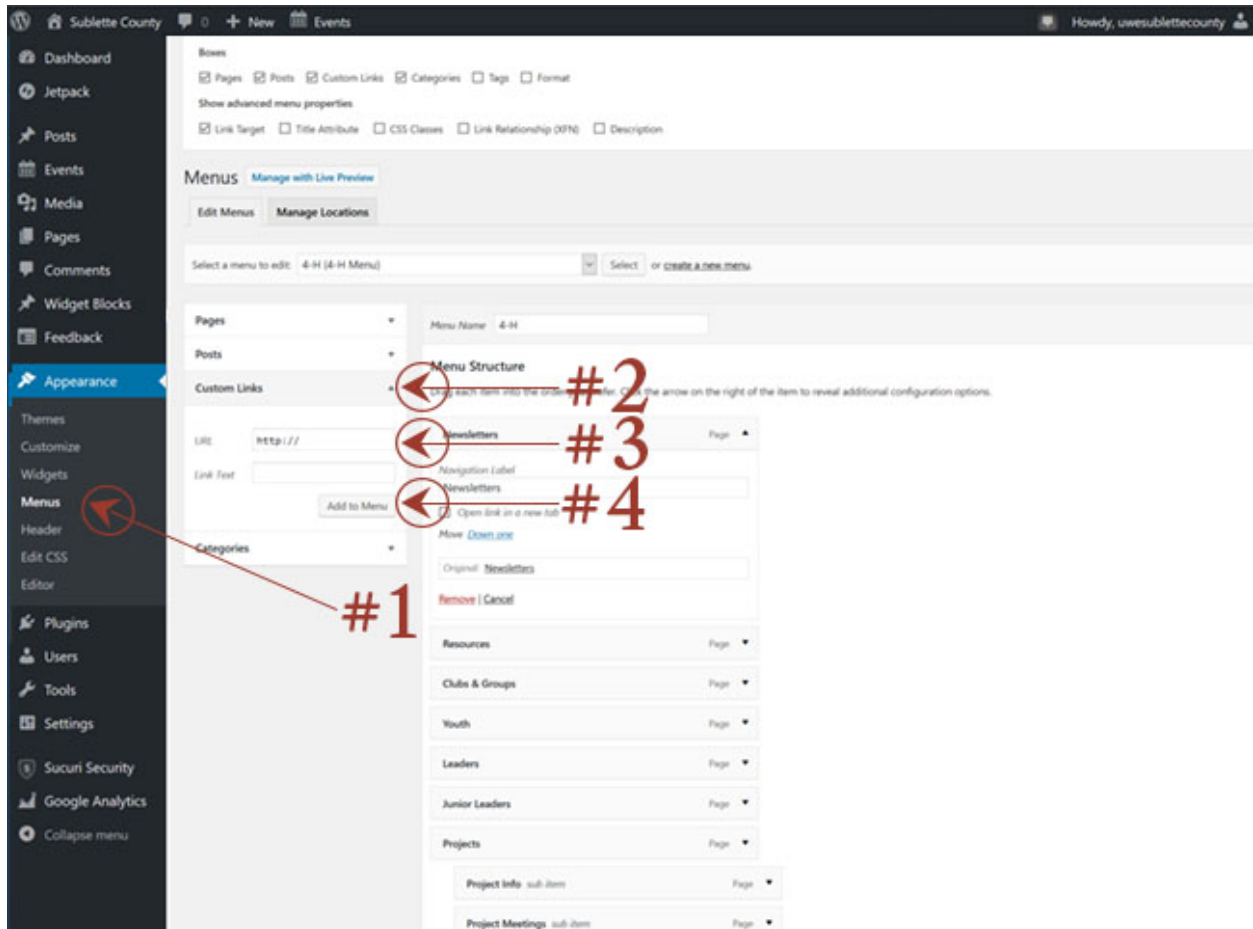 Sublette County 0 + New Events Howdy, uwesublettecounty
Dashboard
Jetpack
Posts
Events
Media
Pages
Comments
Widget Blocks
Feedback
Appearance
Themes
Customize
Widgets
Menus
Header
Edit CSS
Editor
Plugins
Users
Tools
Settings
Sucuri Security
Google Analytics
Collapse menu
Boxes
Pages Posts Custom Links Categories Tags Format
Show advanced menu properties
Link Target Title Attribute CSS Classes Link Relationship (XFN) Description
Menus Manage with Live Preview
Edit Menus Manage Locations
Select a menu to edit: 4-H (4-H Menu) Select or create a new menu.
Pages
Posts
Custom Links
URL http://
Link Text
Add to Menu
Categories
#1
#2
#3
#4
Menu Name 4-H
Menu Structure
Drag each item into the order the arrow on the right of the item to reveal additional configuration options.
Newsletters Page
Navigation Label
Newsletters
Open link in a new tab
Move Down one
Original: Newsletters
Remove | Cancel
Resources Page
Clubs & Groups Page
Youth Page
Leaders Page
Junior Leaders Page
Projects Page
Project Info sub item Page
Project Meetings sub item Page